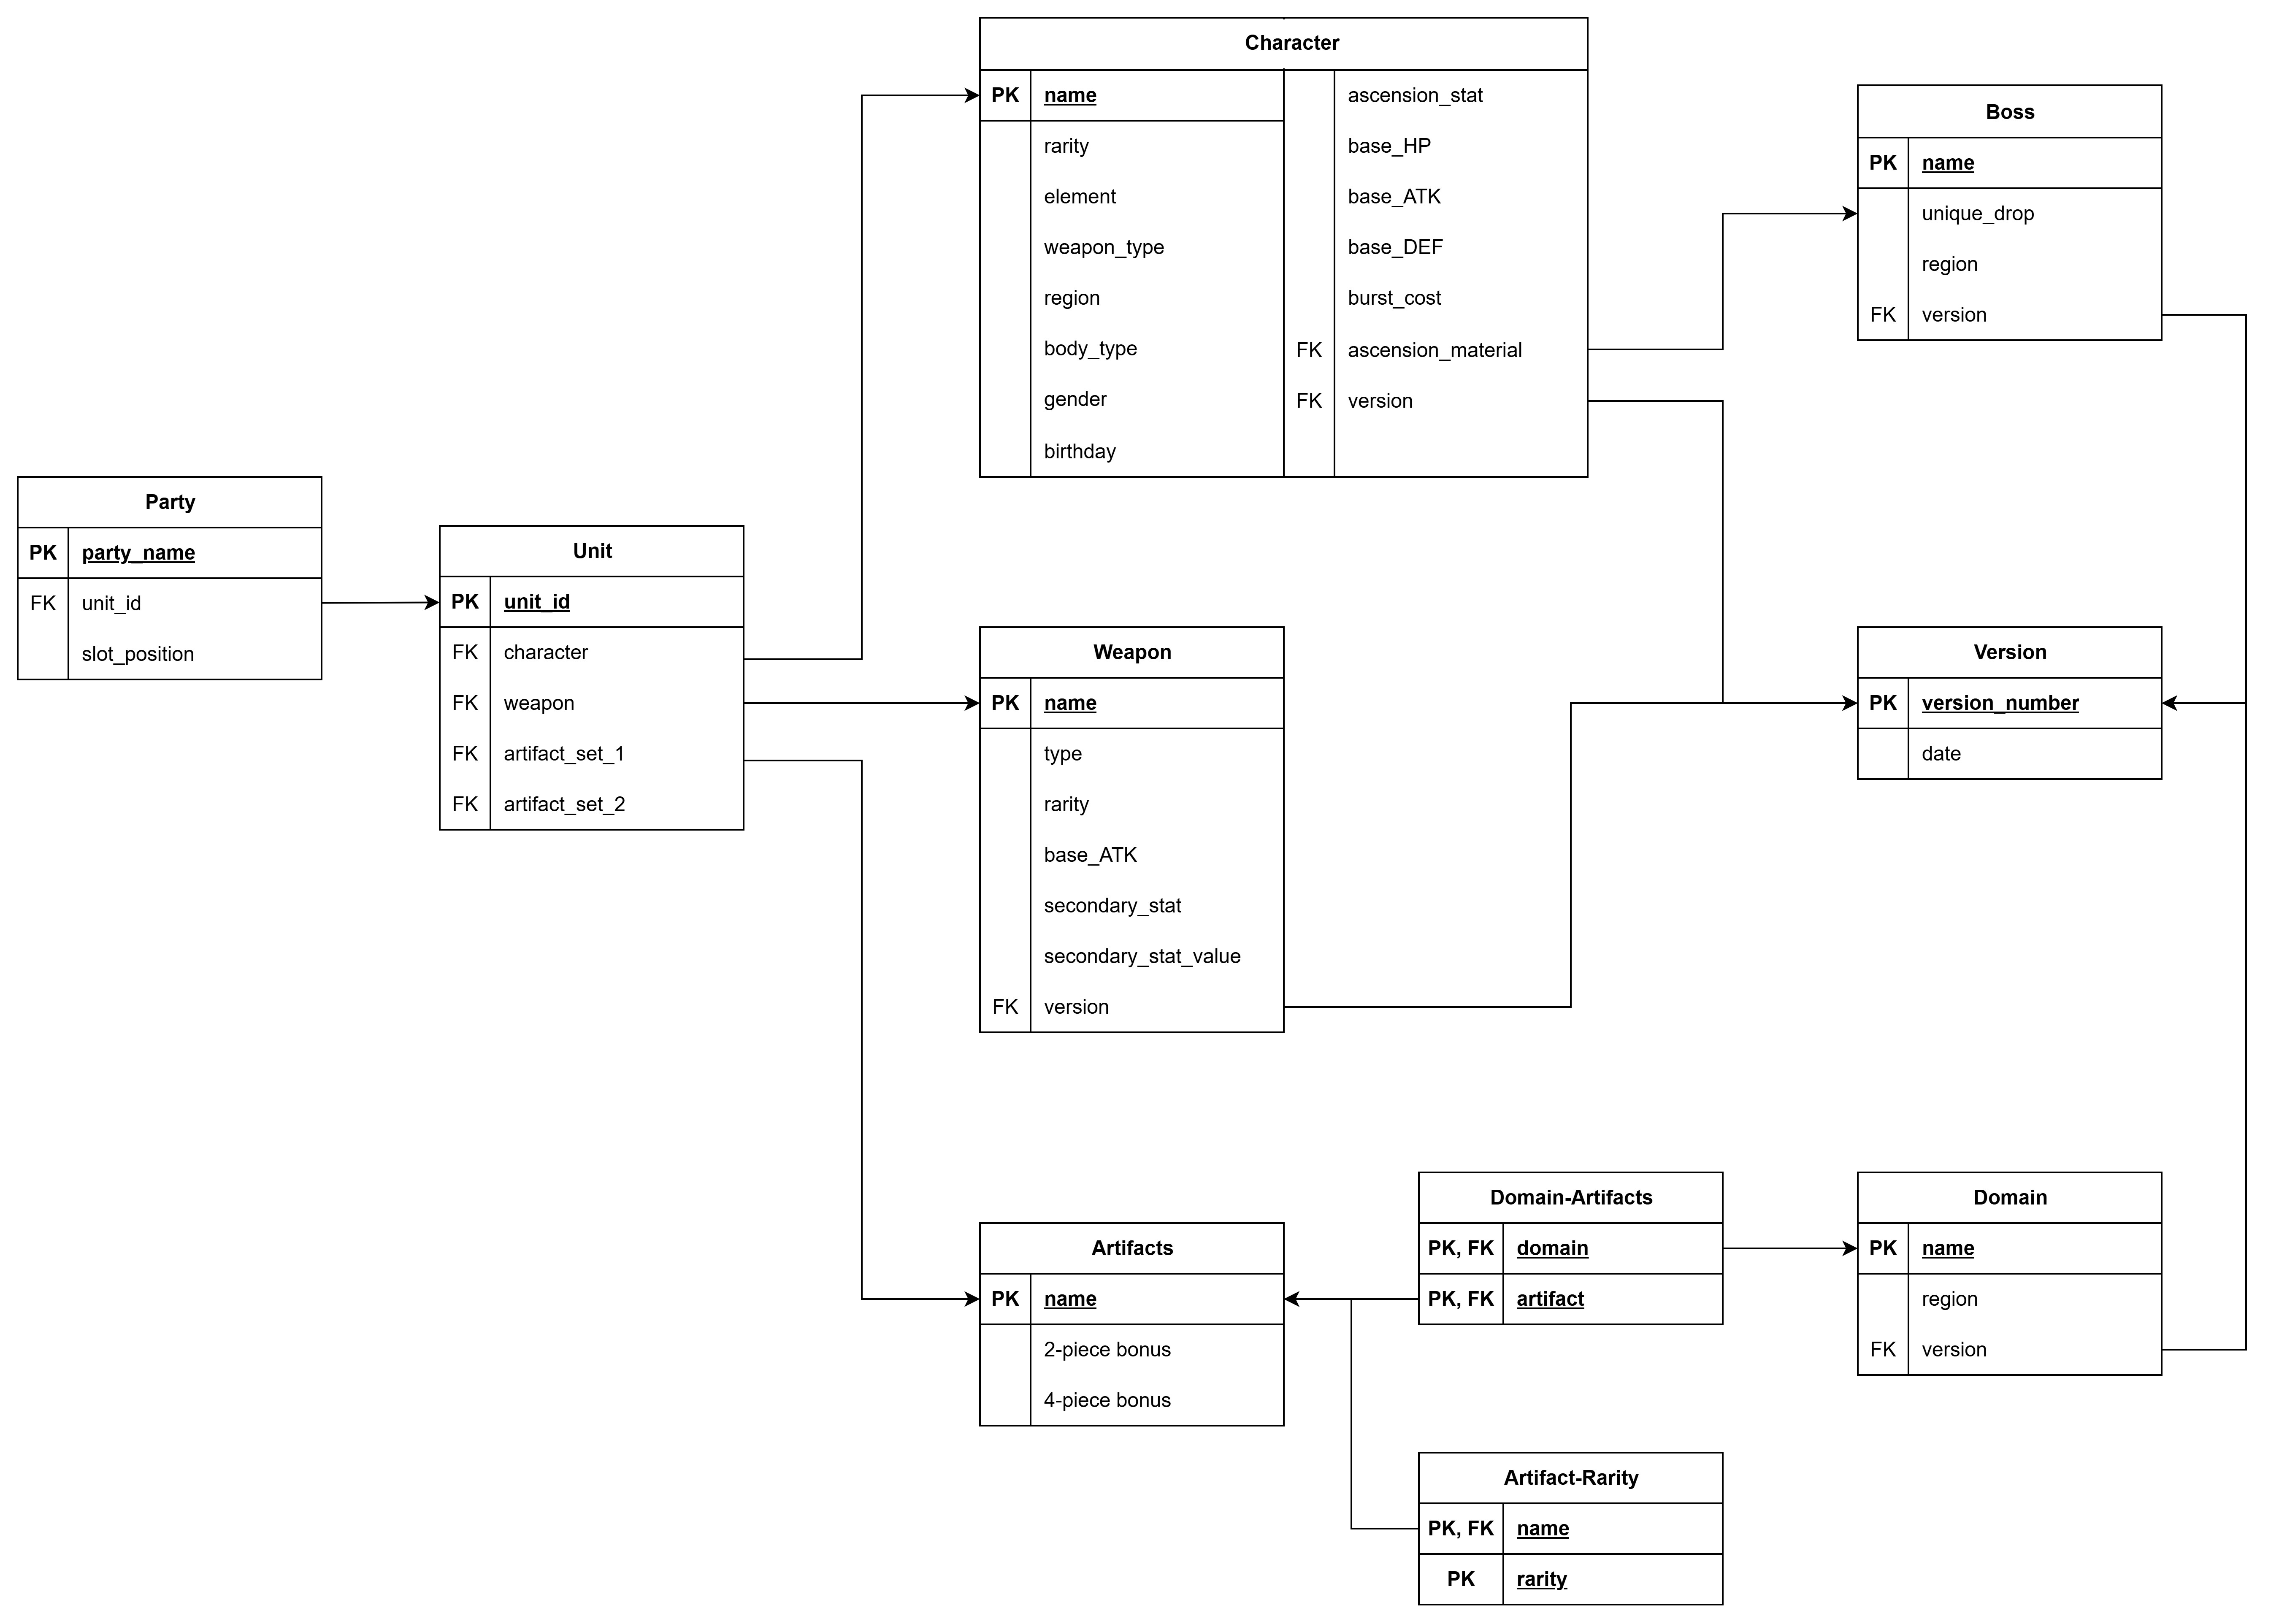 Character
PK name
rarity
element
weapon_type
region
body_type
gender
birthday
ascension_stat
base_HP
base_ATK
base_DEF
burst_cost
FK ascension_material
FK version
Boss
PK name
unique_drop
region
FK version
Party
PK party_name
FK unit_id
slot_position
Unit
PK unit_id
FK character
FK weapon
FK artifact_set_1
FK artifact_set_2
Weapon
PK name
type
rarity
base_ATK
secondary_stat
secondary_stat_value
FK version
Version
PK version_number
date
Artifacts
PK name
2-piece bonus
4-piece bonus
Domain-Artifacts
PK, FK domain
PK, FK artifact
Domain
PK name
region
FK version
Artifact-Rarity
PK, FK name
PK rarity